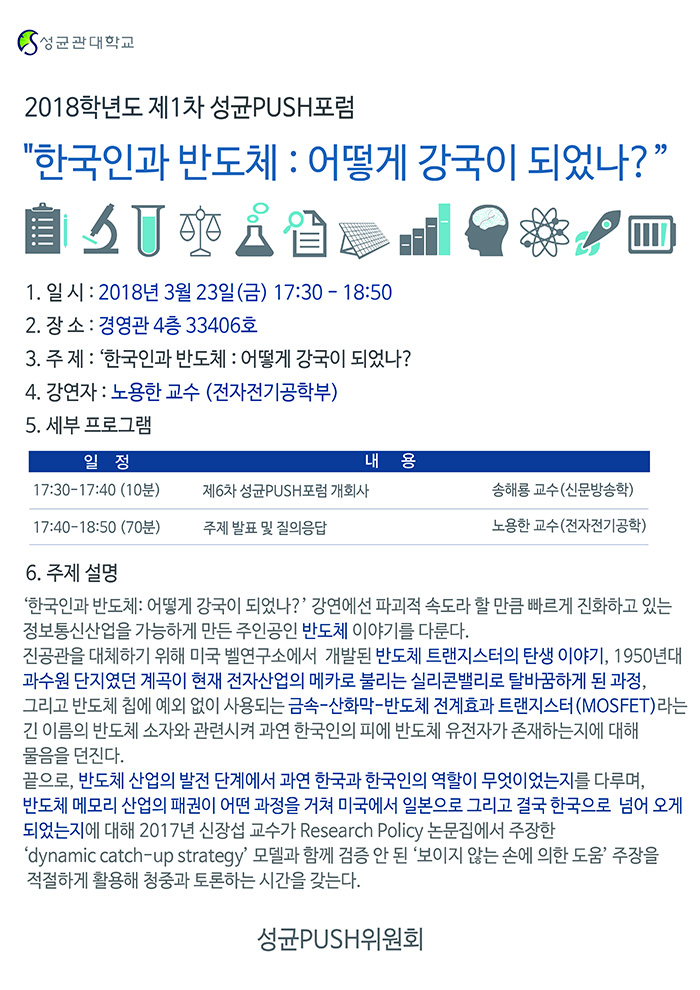 성균관대학교
2018학년도 제1차 성균PUSH포럼
"한국인과 반도체 : 어떻게 강국이 되었나? ”
1. 일 시 : 2018년 3월 23일(금) 17:30 - 18:50
2. 장 소 : 경영관 4층 33406호
3. 주 제 : ‘한국인과 반도체 : 어떻게 강국이 되었나?
4. 강연자 : 노용한 교수 (전자전기공학부)
5. 세부 프로그램
일 정 내 용
17:30-17:40 (10분) 제6차 성균PUSH포럼 개회사 송해룡 교수(신문방송학)
17:40-18:50 (70분) 주제 발표 및 질의응답 노용한 교수(전자전기공학)
6. 주제 설명
‘한국인과 반도체: 어떻게 강국이 되었나? ’ 강연에선 파괴적 속도라 할 만큼 빠르게 진화하고 있는
정보통신산업을 가능하게 만든 주인공인 반도체 이야기를 다룬다.
진공관을 대체하기 위해 미국 벨연구소에서 개발된 반도체 트랜지스터의 탄생 이야기, 1950년대
과수원 단지였던 계곡이 현재 전자산업의 메카로 불리는 실리콘밸리로 탈바꿈하게 된 과정,
그리고 반도체 칩에 예외 없이 사용되는 금속-산화막-반도체 전계효과 트랜지스터(MOSFET)라는
긴 이름의 반도체 소자와 관련시켜 과연 한국인의 피에 반도체 유전자가 존재하는지에 대해
물음을 던진다.
끝으로, 반도체 산업의 발전 단계에서 과연 한국과 한국인의 역할이 무엇이었는지를 다루며,
반도체 메모리 산업의 패권이 어떤 과정을 거쳐 미국에서 일본으로 그리고 결국 한국으로 넘어 오게
되었는지에 대해 2017년 신장섭 교수가 Research Policy 논문집에서 주장한
‘dynamic catch-up strategy’ 모델과 함께 검증 안 된 ‘보이지 않는 손에 의한 도움’ 주장을
적절하게 활용해 청중과 토론하는 시간을 갖는다.
성균PUSH위원회